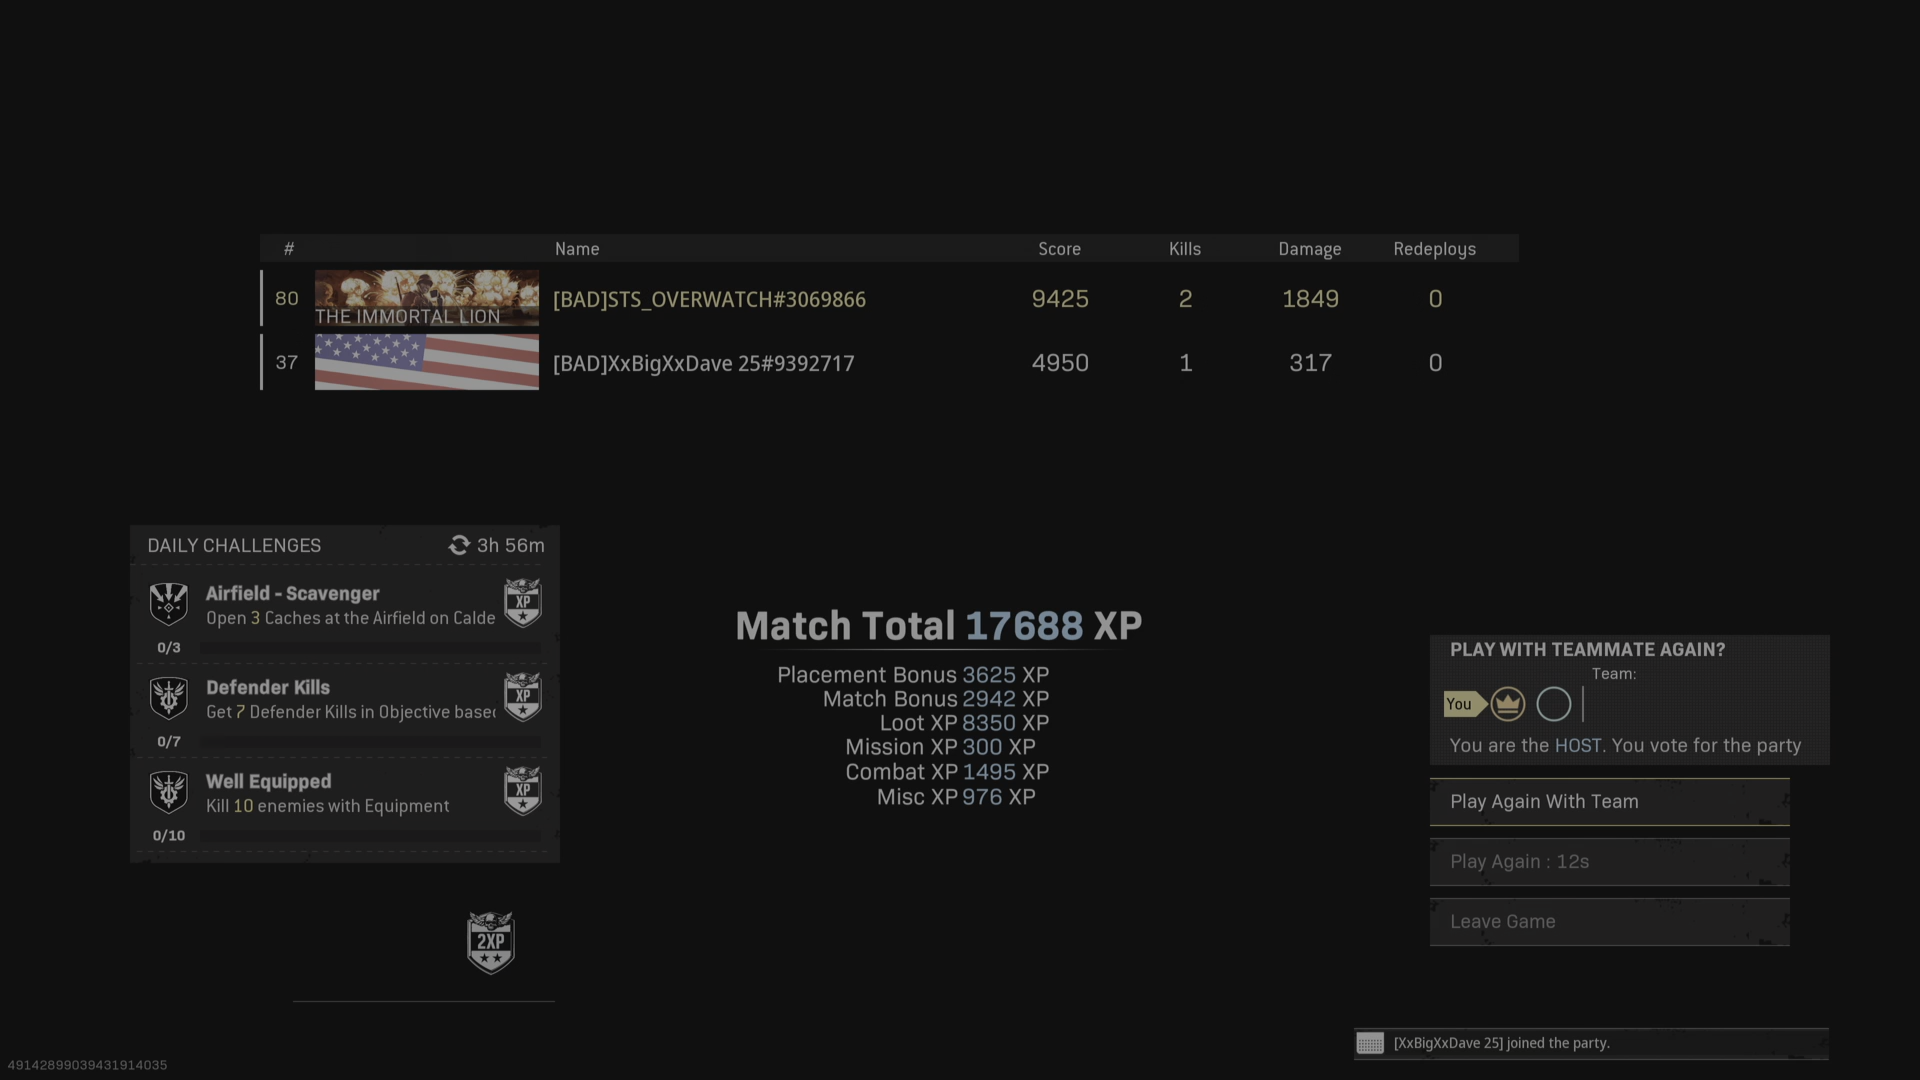 # Name Score Kills Damage Redeploys
80 THE IMMORTAL LION [BAD]STS_OVERWATCH#3069866 9425 2 1849 0
37 [BAD]XxBigXxDave 25#9392717 4950 1 317 0
DAILY CHALLENGES 3h 56m
Airfield - Scavenger
Open 3 Caches at the Airfield on Calde
XP
0/3
Defender Kills
Get 7 Defender Kills in Objective based
XP
0/7
Well Equipped
Kill 10 enemies with Equipment
XP
0/10
2XP
Match Total 17688 XP
Placement Bonus 3625 XP
Match Bonus 2942 XP
Loot XP 8350 XP
Mission XP 300 XP
Combat XP 1495 XP
Misc XP 976 XP
PLAY WITH TEAMMATE AGAIN?
Team:
You
You are the HOST. You vote for the party
Play Again With Team
Play Again : 12s
Leave Game
[XxBigXxDave 25] joined the party.
49142899039431914035